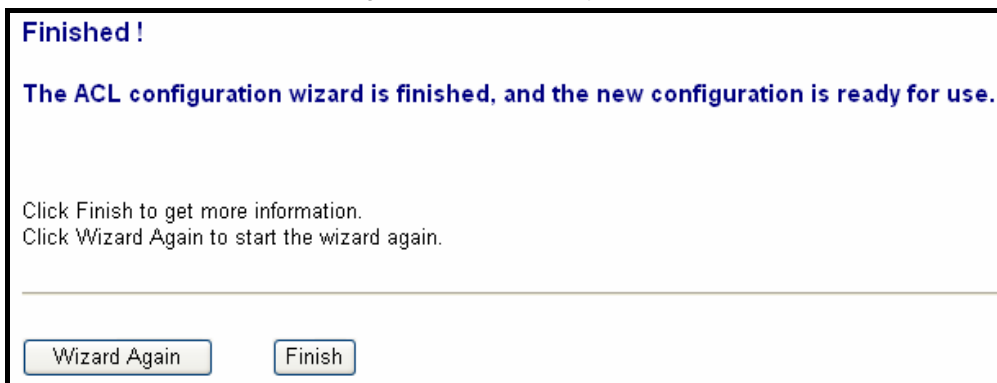 Finished !
The ACL configuration wizard is finished, and the new configuration is ready for use.
Click Finish to get more information.
Click Wizard Again to start the wizard again.
Wizard Again
Finish